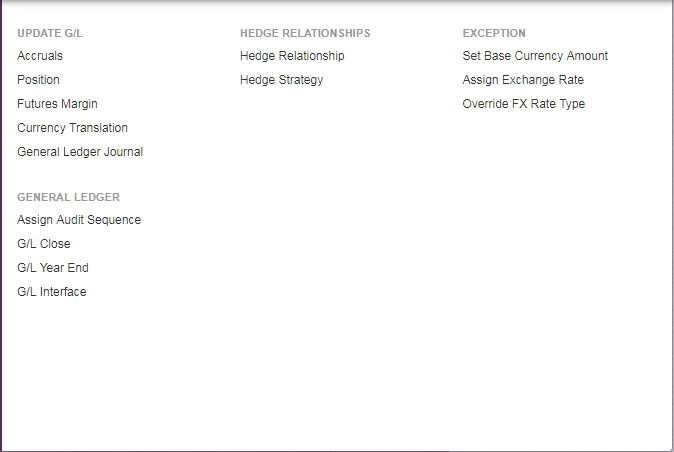 UPDATE G/L
Accruals
Position
Futures Margin
Currency Translation
General Ledger Journal
GENERAL LEDGER
Assign Audit Sequence
G/L Close
G/L Year End
G/L Interface
HEDGE RELATIONSHIPS
Hedge Relationship
Hedge Strategy
EXCEPTION
Set Base Currency Amount
Assign Exchange Rate
Override FX Rate Type